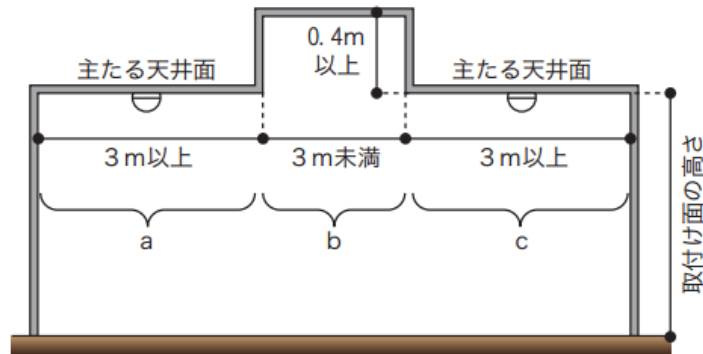 0.4m
以上
主たる天井面
主たる天井面
3m以上
3m未満
3m以上
a
b
c
取付け面の高さ